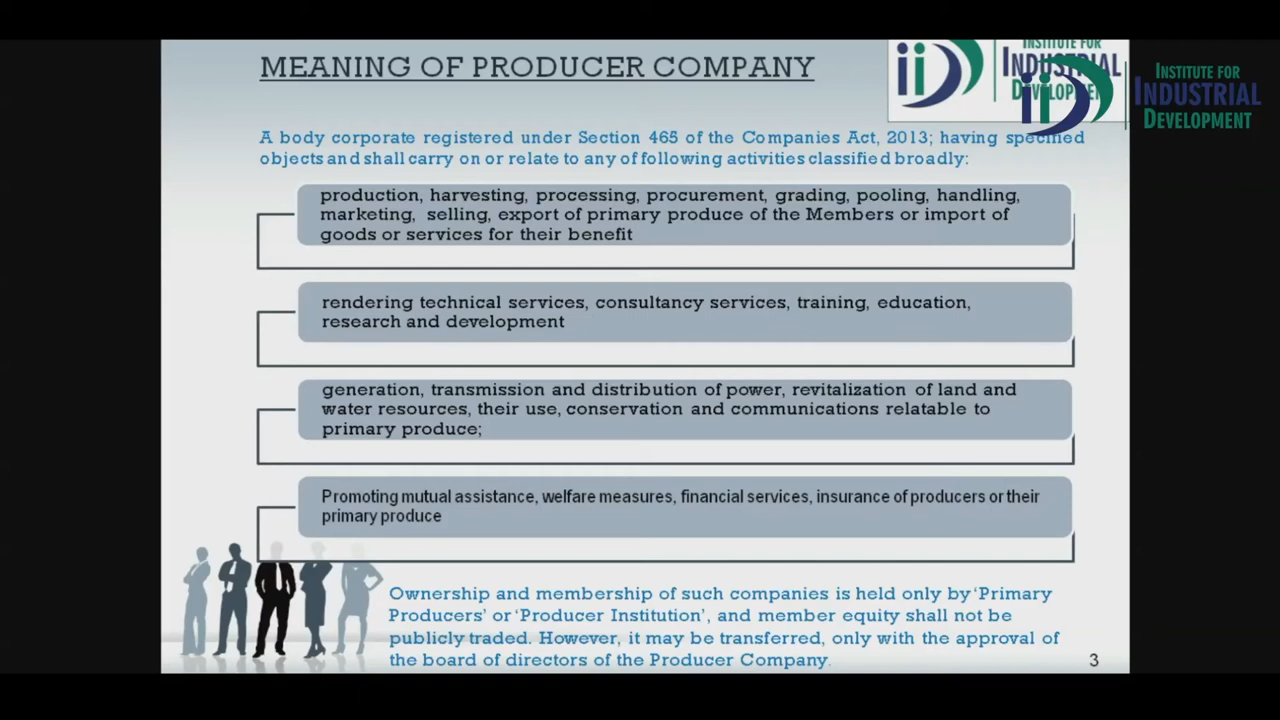 MEANING OF PRODUCER COMPANY
INSTITUTE FOR
INDUSTRIAL
DEVELOPMENT
iiD
INSTITUTE FOR
INDUSTRIAL
DEVELOPMENT
A body corporate registered under Section 465 of the Companies Act, 2013; having specified
objects and shall carry on or relate to any of following activities classified broadly:
production, harvesting, processing, procurement, grading, pooling, handling,
marketing, selling, export of primary produce of the Members or import of
goods or services for their benefit
rendering technical services, consultancy services, training, education,
research and development
generation, transmission and distribution of power, revitalization of land and
water resources, their use, conservation and communications relatable to
primary produce;
Promoting mutual assistance, welfare measures, financial services, insurance of producers or their
primary produce
Ownership and membership of such companies is held only by ‘Primary
Producers’ or ‘Producer Institution’, and member equity shall not be
publicly traded. However, it may be transferred, only with the approval of
the board of directors of the Producer Company.
3